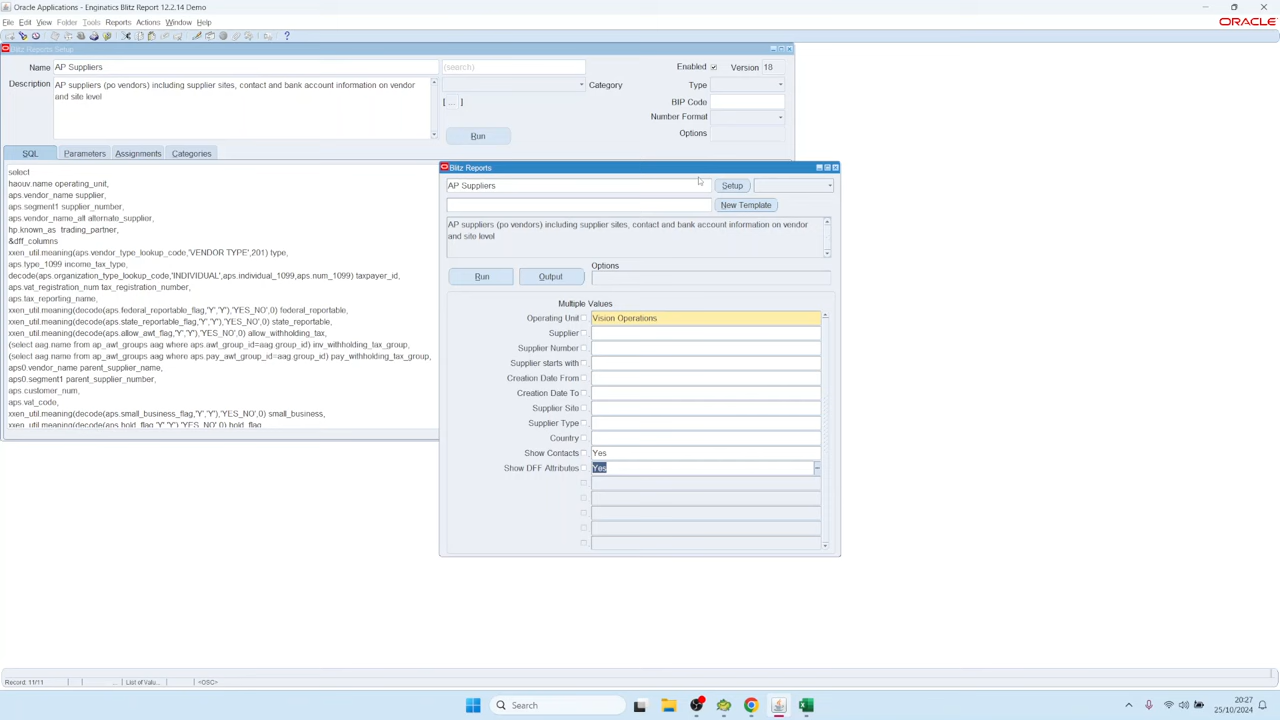 Oracle Applications - Enginatics Blitz Report 12.2.14 Demo
File Edit View Folder Tools Reports Actions Window Help
ORACLE
Blitz Reports Setup
Name AP Suppliers (search) Enabled Version 18
Description AP suppliers (po vendors) including supplier sites, contact and bank account information on vendor and site level
Category Type
[ ... ] BIP Code
Number Format
Run Options
SQL Parameters Assignments Categories
select
haouv.name operating_unit,
aps.vendor_name supplier,
aps.segment1 supplier_number,
aps.vendor_name_alt alternate_supplier,
hp.known_as trading_partner,
&dff_columns
xxen_util.meaning(aps.vendor_type_lookup_code,'VENDOR TYPE',201) type,
aps.type_1099 income_tax_type,
decode(aps.organization_type_lookup_code,'INDIVIDUAL',aps.individual_1099,aps.num_1099) taxpayer_id,
aps.vat_registration_num tax_registration_number,
aps.tax_reporting_name,
xxen_util.meaning(decode(aps.federal_reportable_flag,'Y','Y'),'YES_NO',0) federal_reportable,
xxen_util.meaning(decode(aps.state_reportable_flag,'Y','Y'),'YES_NO',0) state_reportable,
xxen_util.meaning(decode(aps.allow_awt_flag,'Y','Y'),'YES_NO',0) allow_withholding_tax,
(select aag.name from ap_awt_groups aag where aps.awt_group_id=aag.group_id) inv_withholding_tax_group,
(select aag.name from ap_awt_groups aag where aps.pay_awt_group_id=aag.group_id) pay_withholding_tax_group,
aps0.vendor_name parent_supplier_name,
aps0.segment1 parent_supplier_number,
aps.customer_num,
aps.vat_code,
xxen_util.meaning(decode(aps.small_business_flag,'Y','Y'),'YES_NO',0) small_business,
xxen_util.meaning(decode(aps.hold_flag,'Y','Y'),'YES_NO',0) hold_flag
Blitz Reports
AP Suppliers Setup
New Template
AP suppliers (po vendors) including supplier sites, contact and bank account information on vendor
and site level
Options
Run Output
Multiple Values
Operating Unit Vision Operations
Supplier
Supplier Number
Supplier starts with
Creation Date From
Creation Date To
Supplier Site
Supplier Type
Country
Show Contacts Yes
Show DFF Attributes Yes
Record: 11/11 ... List of Valu... <OSC>
Search
20:27
25/10/2024